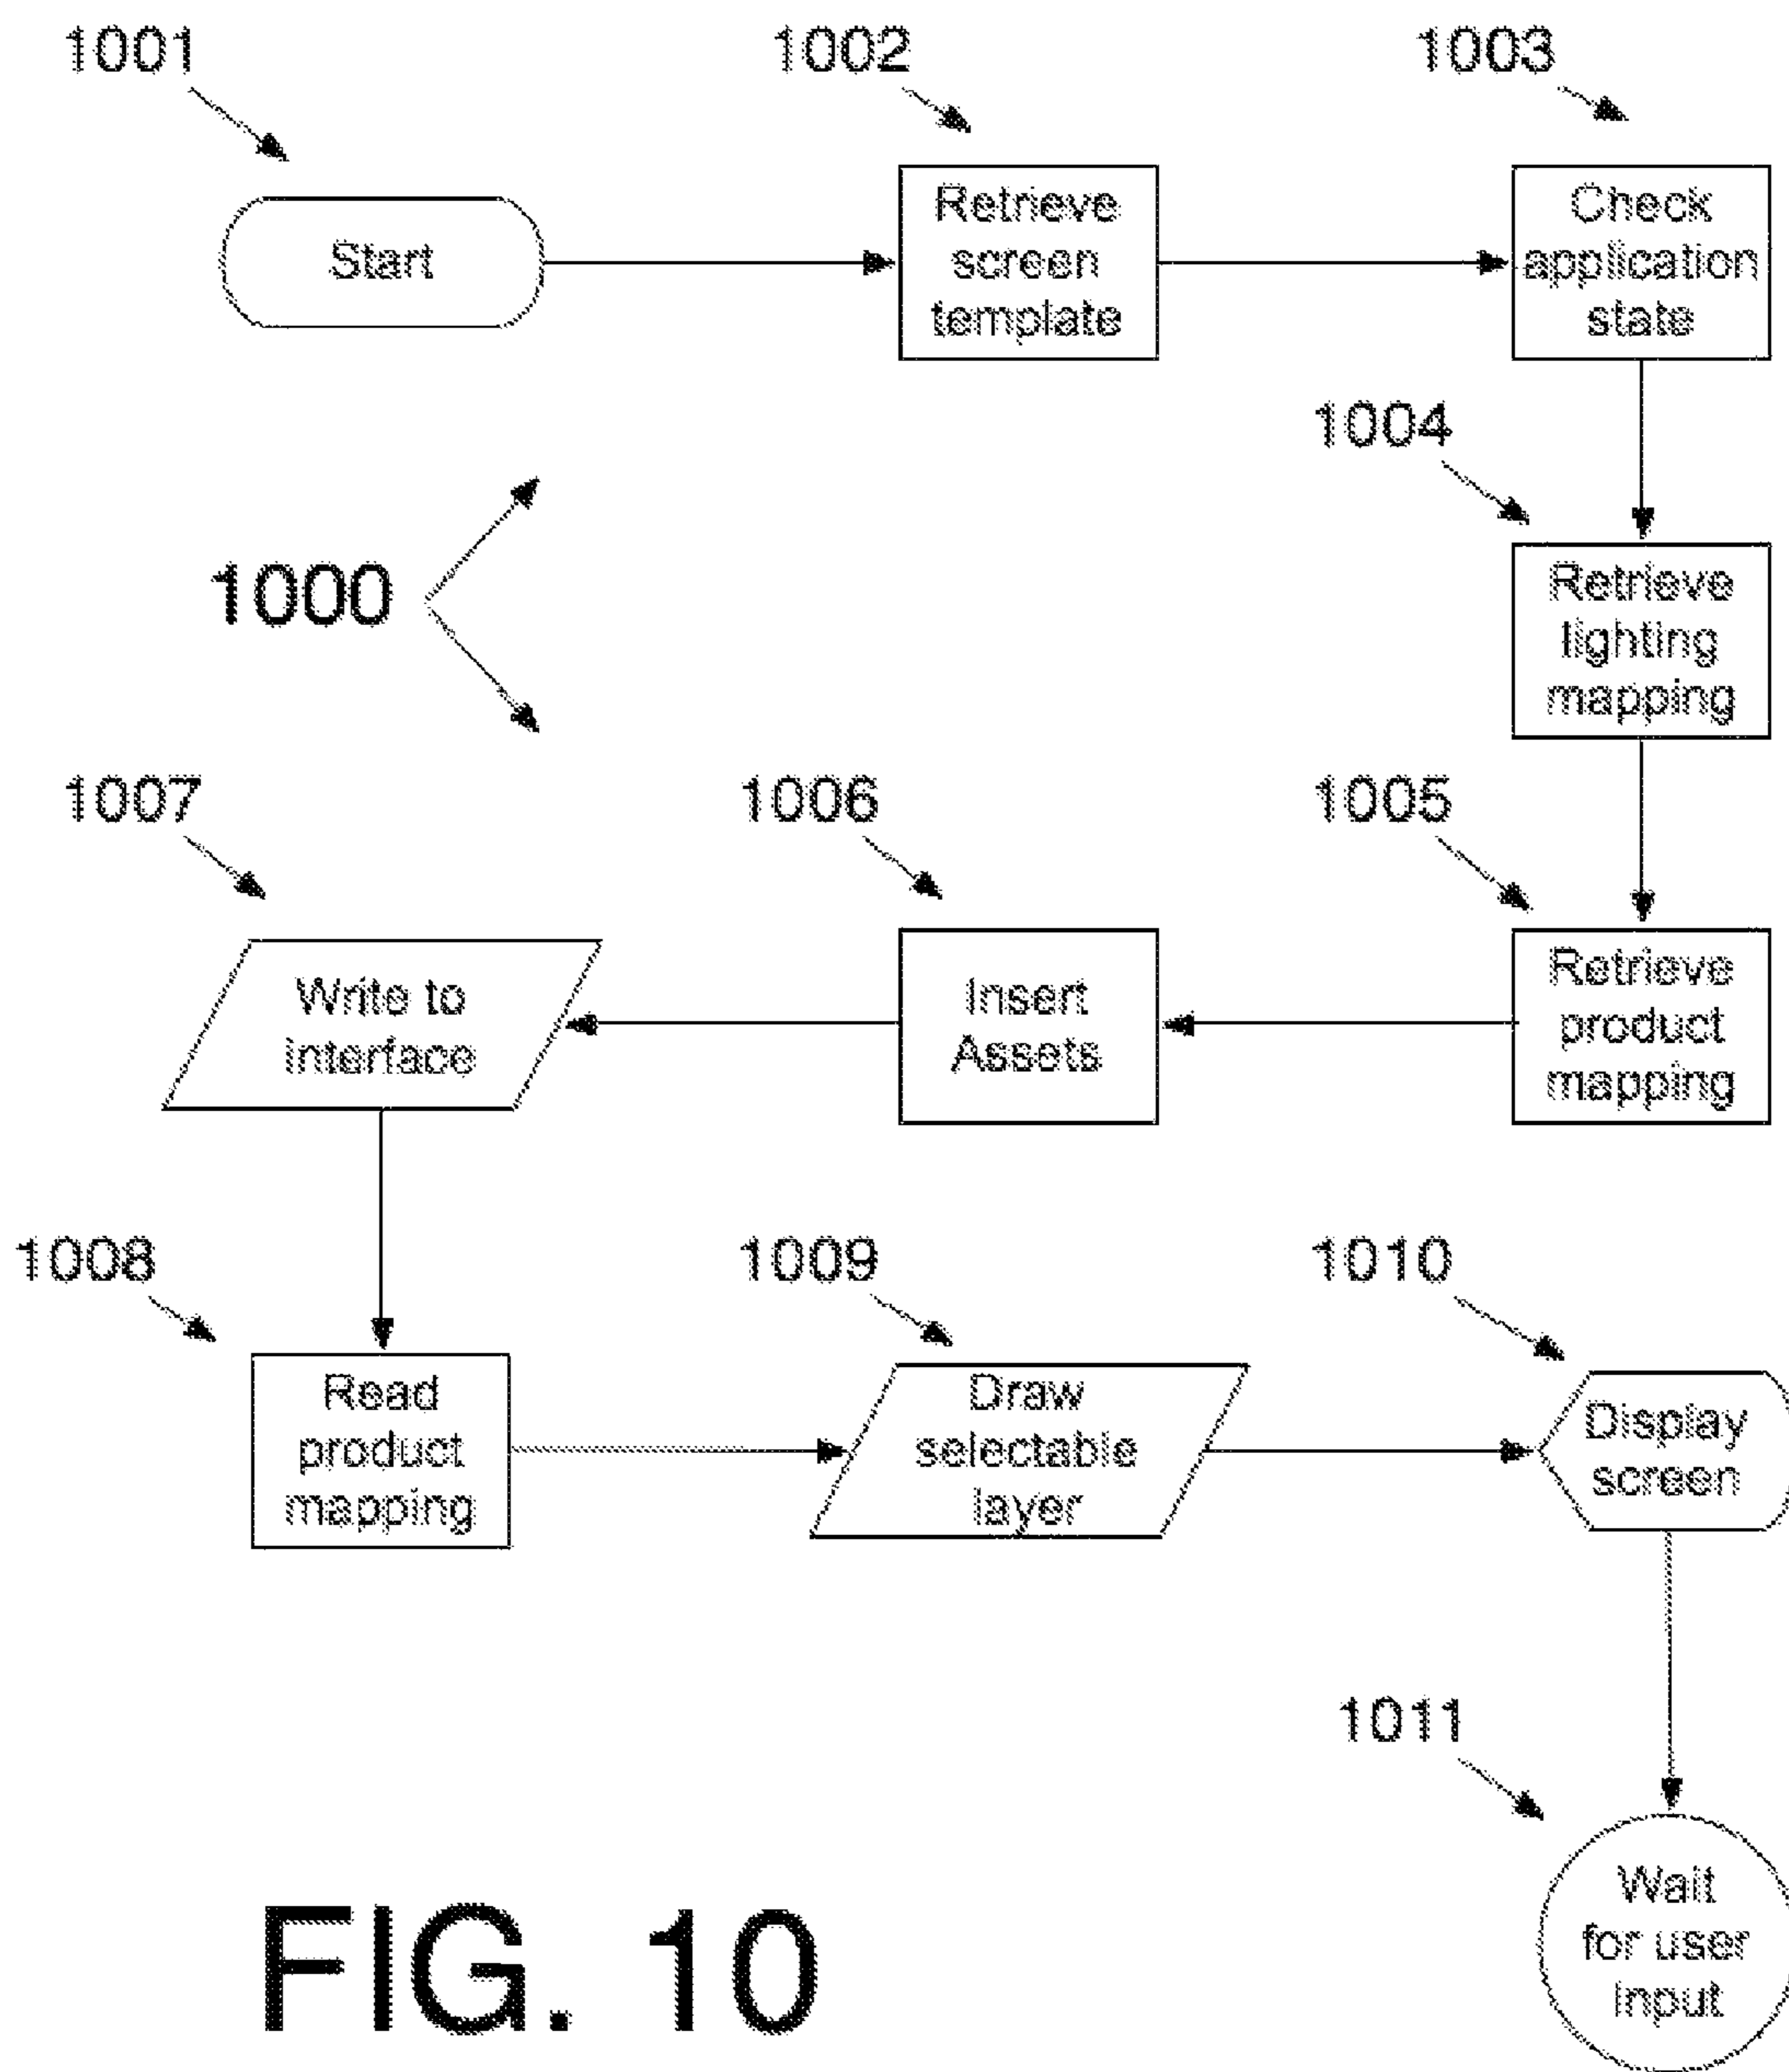 1001
1002
1003
Start
Retrieve
screen
template
Check
application
state
1004
1000
Retrieve
lighting
mapping
1007
1006
1005
Write to
interface
Insert
Assets
Retrieve
product
mapping
1008
1009
1010
Read
product
mapping
Draw
selectable
layer
Display
screen
1011
Wait
for user
input
FIG. 10